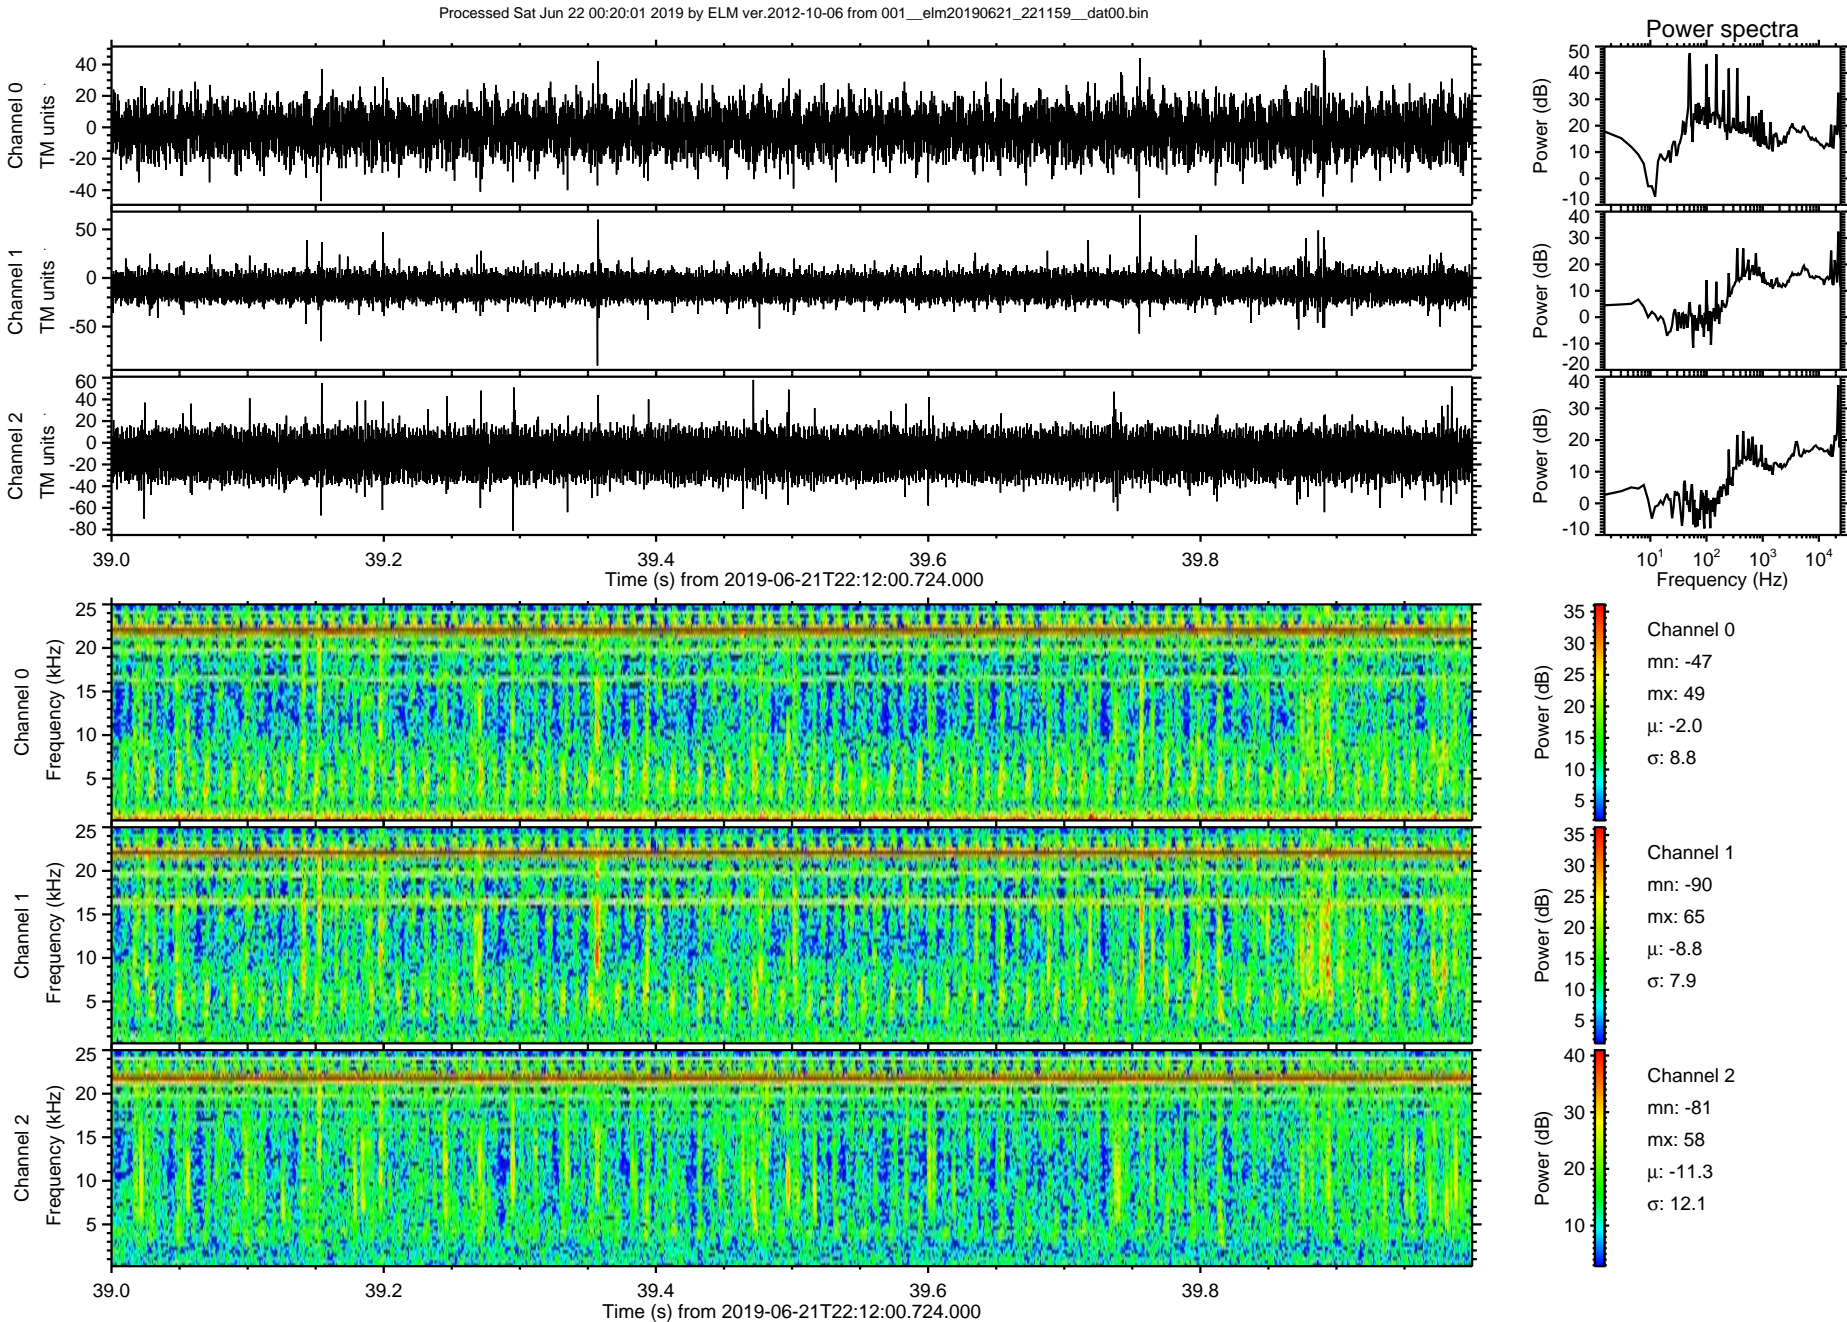 Processed Sat Jun 22 00:20:01 2019 by ELM ver.2012-10-06 from 001__elm20190621_221159__dat00.bin
Power spectra
Channel 0
TM units
40
20
0
-20
-40
Power (dB)
50
40
30
20
10
0
-10
Channel 1
TM units
50
0
-50
Power (dB)
40
30
20
10
0
-10
-20
Channel 2
TM units
60
40
20
0
-20
-40
-60
-80
Power (dB)
40
30
20
10
0
-10
39.0 39.2 39.4 39.6 39.8
Time (s) from 2019-06-21T22:12:00.724.000
10¹ 10² 10³ 10⁴
Frequency (Hz)
Channel 0
Frequency (kHz)
25
20
15
10
5
Power (dB)
35
30
25
20
15
10
5
Channel 0
mn: -47
mx: 49
μ: -2.0
σ: 8.8
Channel 1
Frequency (kHz)
25
20
15
10
5
Power (dB)
35
30
25
20
15
10
5
Channel 1
mn: -90
mx: 65
μ: -8.8
σ: 7.9
Channel 2
Frequency (kHz)
25
20
15
10
5
Power (dB)
40
30
20
10
Channel 2
mn: -81
mx: 58
μ: -11.3
σ: 12.1
39.0 39.2 39.4 39.6 39.8
Time (s) from 2019-06-21T22:12:00.724.000